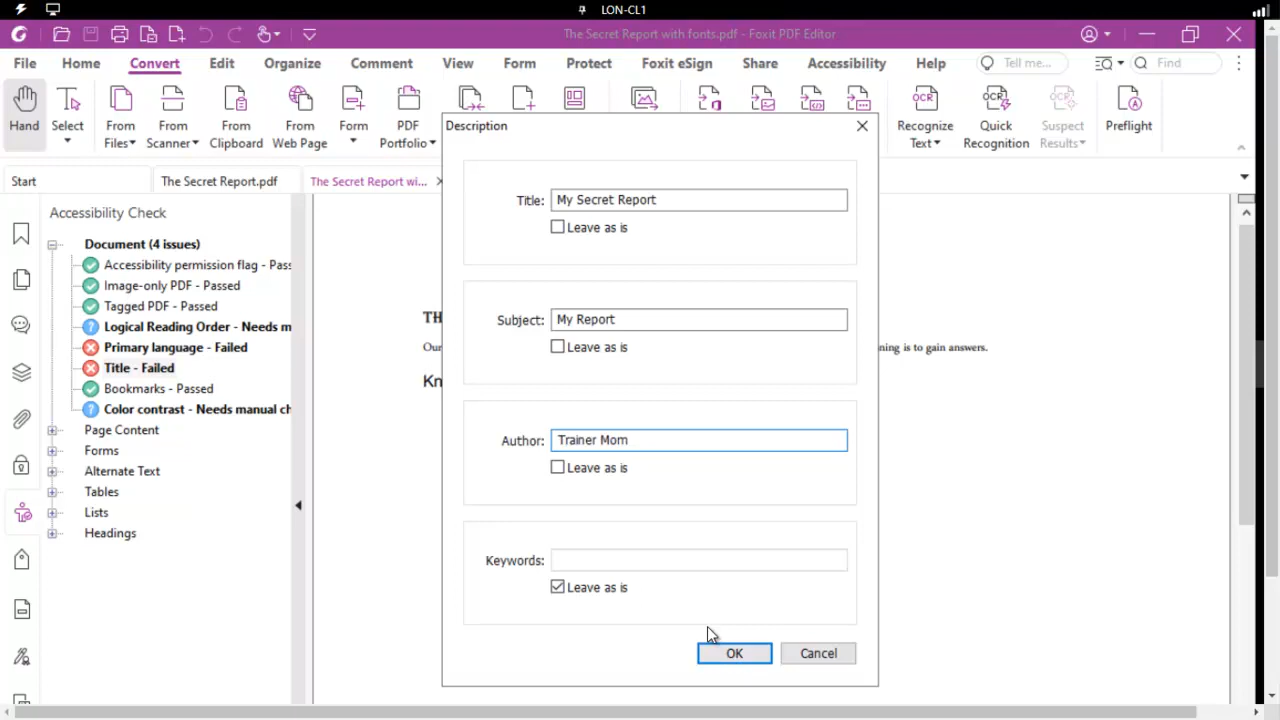 LON-CL1
The Secret Report with fonts.pdf - Foxit PDF Editor
File Home Convert Edit Organize Comment View Form Protect Foxit eSign Share Accessibility Help Tell me... Find
Hand
Select
From Files
From Scanner
From Clipboard
From Web Page
Form
PDF Portfolio
Recognize Text
Quick Recognition
Suspect Results
Preflight
Start
The Secret Report.pdf
The Secret Report wi...
Accessibility Check
Document (4 issues)
Accessibility permission flag - Pass
Image-only PDF - Passed
Tagged PDF - Passed
Logical Reading Order - Needs m
Primary language - Failed
Title - Failed
Bookmarks - Passed
Color contrast - Needs manual ch
Page Content
Forms
Alternate Text
Tables
Lists
Headings
TH
Our
ning is to gain answers.
Kn
Description
Title: My Secret Report
Leave as is
Subject: My Report
Leave as is
Author: Trainer Mom
Leave as is
Keywords:
Leave as is
OK
Cancel